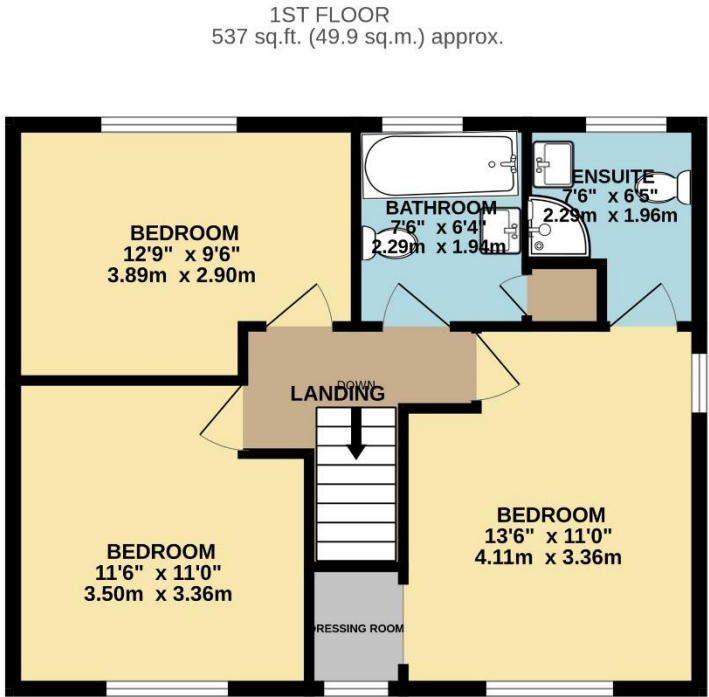 1ST FLOOR
537 sq.ft. (49.9 sq.m.) approx.
BEDROOM
12'9" x 9'6"
3.89m x 2.90m
BATHROOM
7'6" x 6'4"
2.29m x 1.94m
ENSUITE
7'6" x 6'5"
2.29m x 1.96m
DOWN
LANDING
BEDROOM
11'6" x 11'0"
3.50m x 3.36m
BEDROOM
13'6" x 11'0"
4.11m x 3.36m
DRESSING ROOM